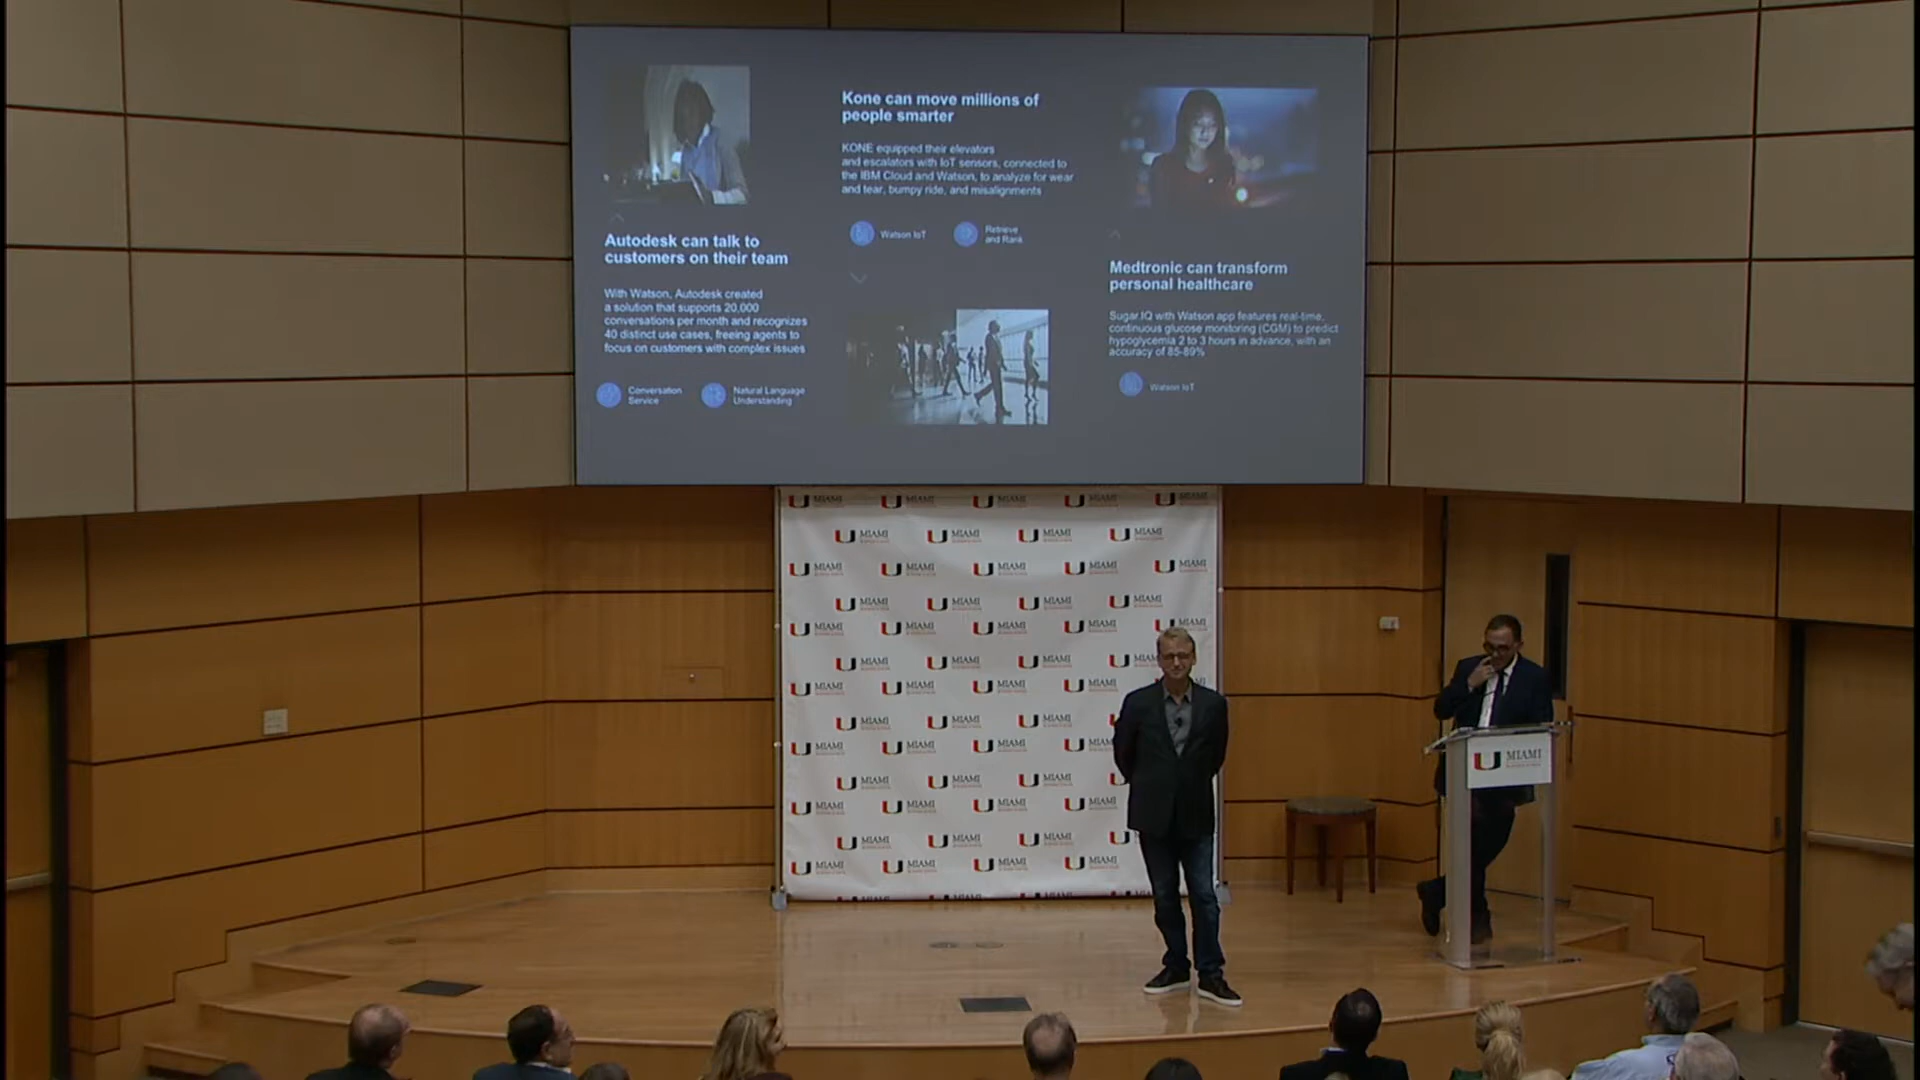 Autodesk can talk to
customers on their team
With Watson, Autodesk created
a solution that supports 20,000
conversations per month and recognizes
40 distinct use cases, freeing agents to
focus on customers with complex issues
Conversation
Service
Natural Language
Understanding
Kone can move millions of
people smarter
KONE equipped their elevators
and escalators with IoT sensors, connected to
the IBM Cloud and Watson, to analyze for wear
and tear, bumpy ride, and misalignments
Watson IoT
Retrieve
and Rank
Medtronic can transform
personal healthcare
Sugar.IQ with Watson app features real-time,
continuous glucose monitoring (CGM) to predict
hypoglycemia 2 to 3 hours in advance, with an
accuracy of 85-89%
Watson IoT
U MIAMI
U MIAMI